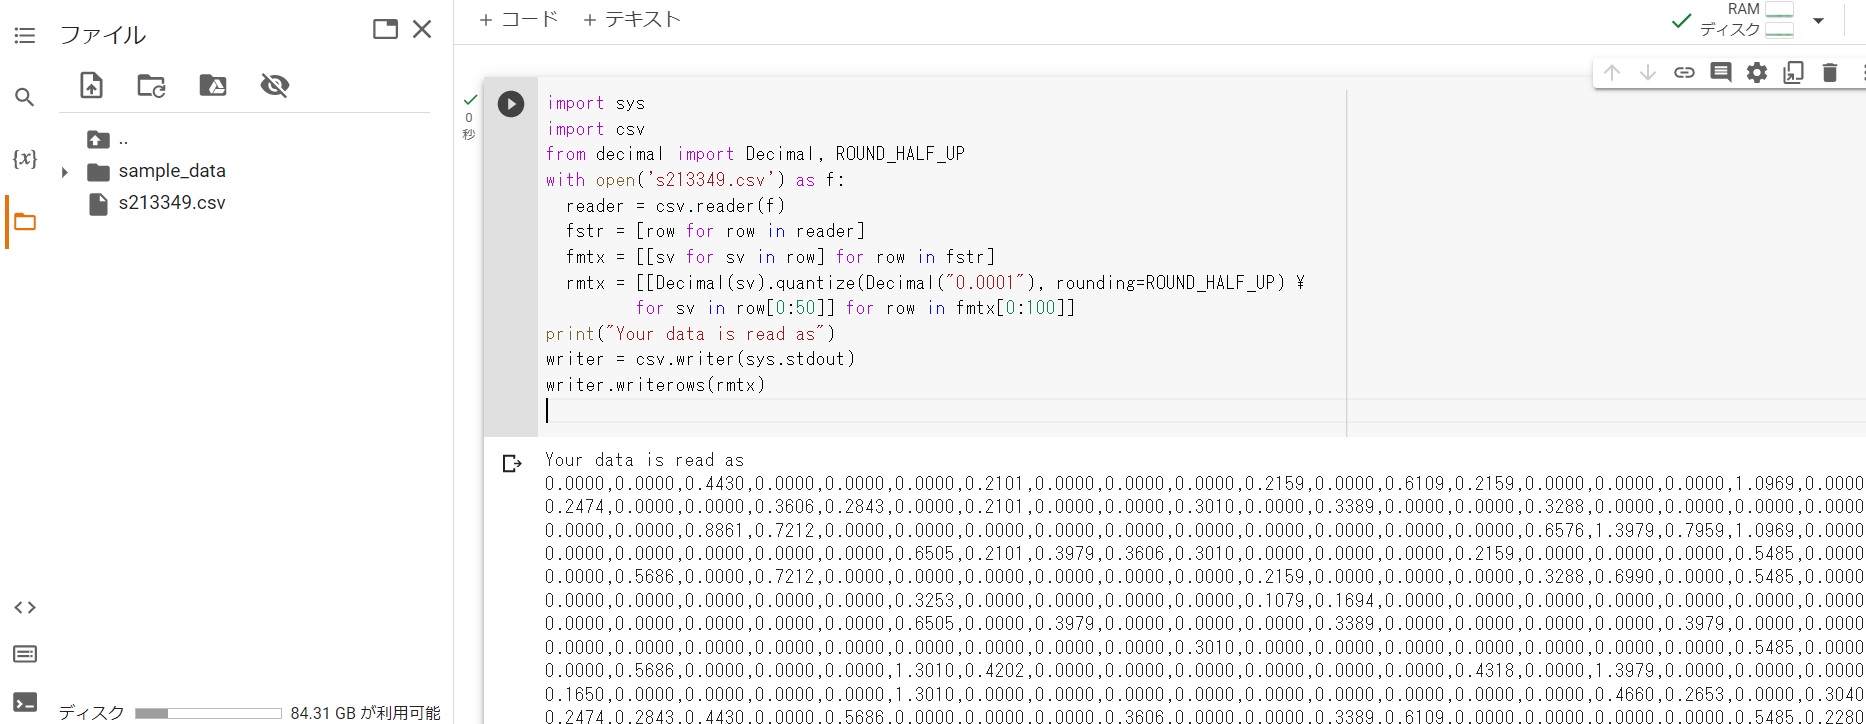 ファイル
..
sample_data
s213349.csv
ディスク 84.31 GB が利用可能
{x}
+ コード + テキスト
RAM
ディスク
0
秒
import sys
import csv
from decimal import Decimal, ROUND_HALF_UP
with open('s213349.csv') as f:
  reader = csv.reader(f)
  fstr = [row for row in reader]
  fmtx = [[sv for sv in row] for row in fstr]
  rmtx = [[Decimal(sv).quantize(Decimal("0.0001"), rounding=ROUND_HALF_UP) ¥
         for sv in row[0:50]] for row in fmtx[0:100]]
print("Your data is read as")
writer = csv.writer(sys.stdout)
writer.writerows(rmtx)
Your data is read as
0.0000,0.0000,0.4430,0.0000,0.0000,0.0000,0.2101,0.0000,0.0000,0.0000,0.2159,0.0000,0.6109,0.2159,0.0000,0.0000,0.0000,1.0969,0.0000
0.2474,0.0000,0.0000,0.3606,0.2843,0.0000,0.2101,0.0000,0.0000,0.3010,0.0000,0.3389,0.0000,0.0000,0.3288,0.0000,0.0000,0.0000,0.0000
0.0000,0.0000,0.8861,0.7212,0.0000,0.0000,0.0000,0.0000,0.0000,0.0000,0.0000,0.0000,0.0000,0.0000,0.6576,1.3979,0.7959,1.0969,0.0000
0.0000,0.0000,0.0000,0.0000,0.0000,0.6505,0.2101,0.3979,0.3606,0.3010,0.0000,0.0000,0.0000,0.2159,0.0000,0.0000,0.0000,0.5485,0.0000
0.0000,0.5686,0.0000,0.7212,0.0000,0.0000,0.0000,0.0000,0.0000,0.0000,0.2159,0.0000,0.0000,0.0000,0.3288,0.6990,0.0000,0.5485,0.0000
0.0000,0.0000,0.0000,0.0000,0.0000,0.3253,0.0000,0.0000,0.0000,0.0000,0.1079,0.1694,0.0000,0.0000,0.0000,0.0000,0.0000,0.0000,0.0000
0.0000,0.0000,0.0000,0.0000,0.0000,0.6505,0.0000,0.3979,0.0000,0.0000,0.0000,0.3389,0.0000,0.0000,0.0000,0.0000,0.3979,0.0000,0.0000
0.0000,0.0000,0.0000,0.0000,0.0000,0.0000,0.0000,0.0000,0.0000,0.3010,0.0000,0.0000,0.0000,0.0000,0.0000,0.0000,0.0000,0.5485,0.0000
0.0000,0.5686,0.0000,0.0000,0.0000,1.3010,0.4202,0.0000,0.0000,0.0000,0.0000,0.0000,0.0000,0.4318,0.0000,1.3979,0.0000,0.0000,0.0000
0.1650,0.0000,0.0000,0.0000,0.0000,1.3010,0.0000,0.0000,0.0000,0.0000,0.0000,0.0000,0.0000,0.0000,0.0000,0.4660,0.2653,0.0000,0.3040
0.2474,0.2843,0.4430,0.0000,0.5686,0.0000,0.0000,0.0000,0.3606,0.0000,0.0000,0.3389,0.6109,0.0000,0.0000,0.0000,0.0000,0.5485,0.2280